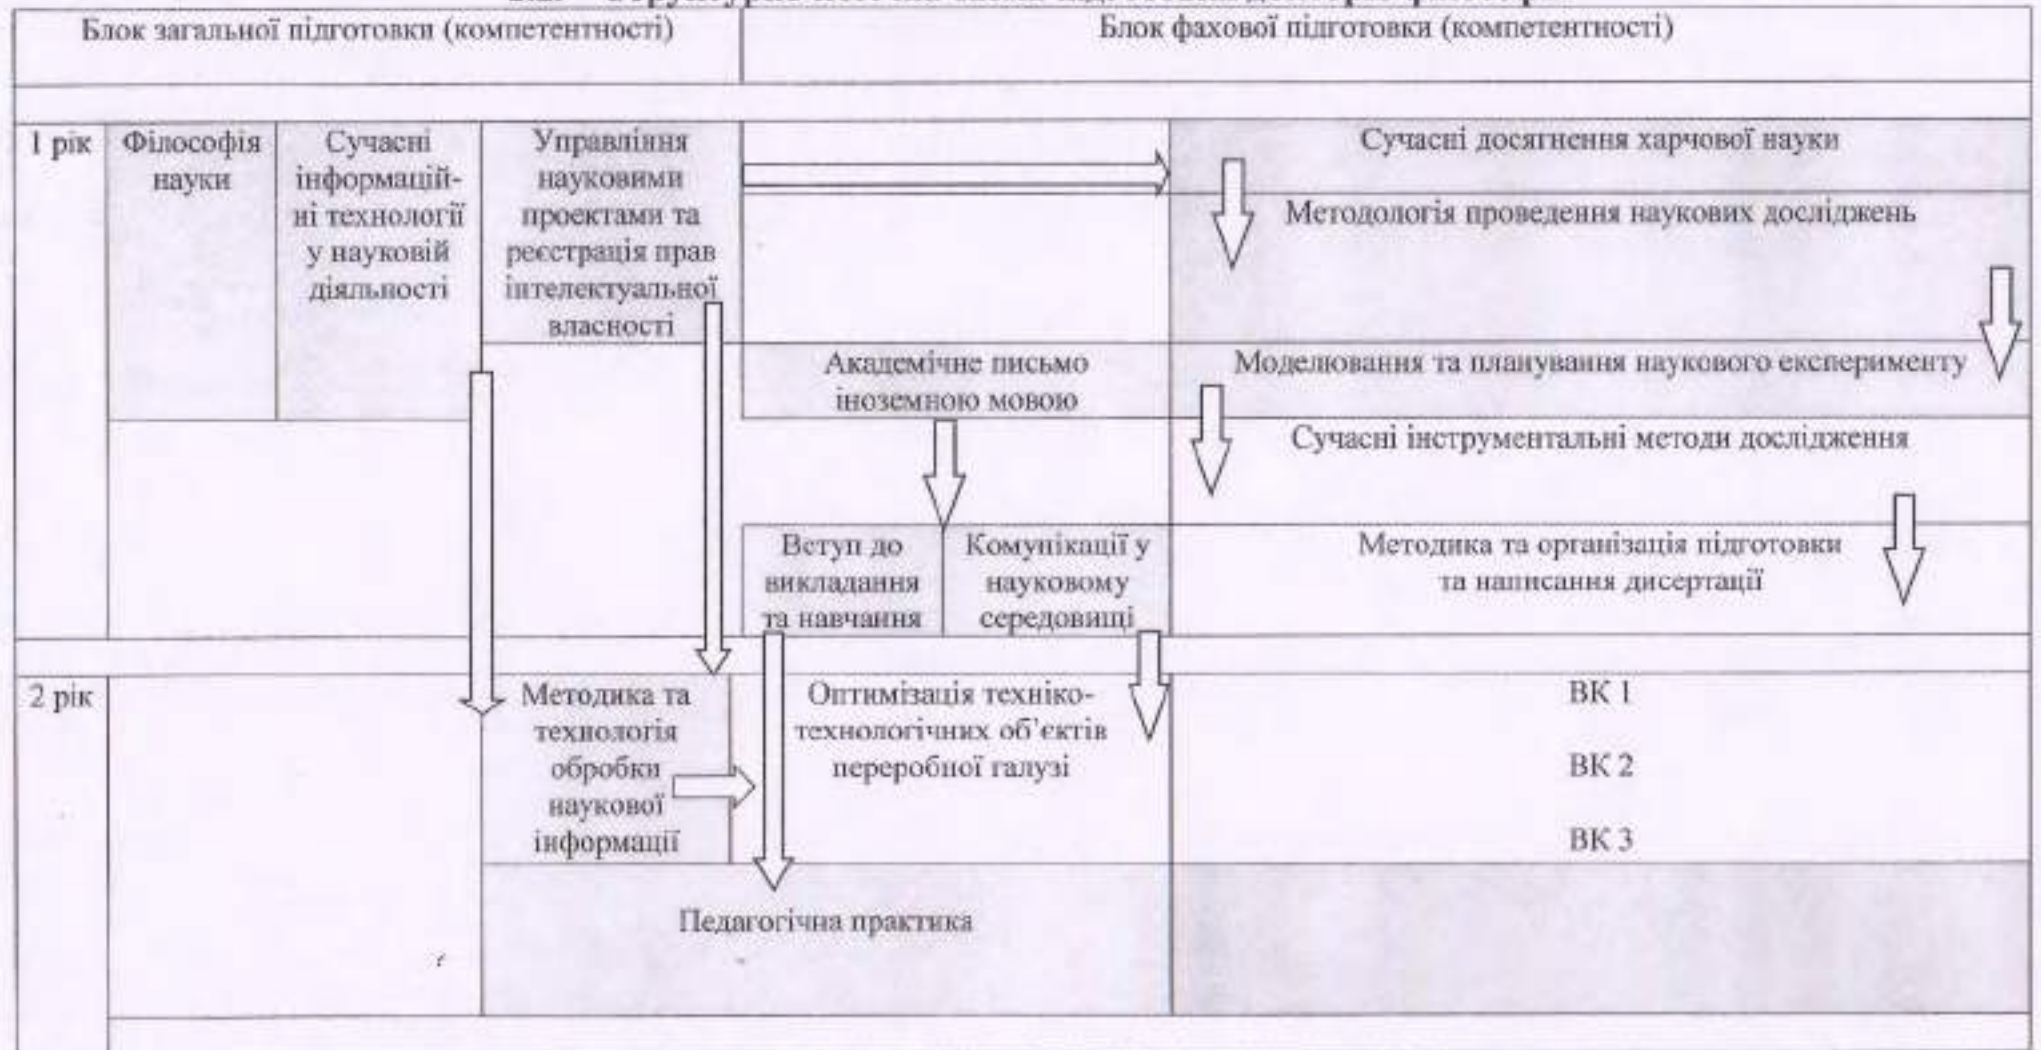 Блок загальної підготовки (компетентності)
Блок фахової підготовки (компетентності)
1 рік
Філософія
науки
Сучасні
інформацій-
ні технології
у науковій
діяльності
Управління
науковими
проектами та
реєстрація прав
інтелектуальної
власності
Сучасні досягнення харчової науки
Методологія проведення наукових досліджень
Академічне письмо
іноземною мовою
Моделювання та планування наукового експерименту
Сучасні інструментальні методи дослідження
Вступ до
викладання
та навчання
Комунікації у
науковому
середовищі
Методика та організація підготовки
та написання дисертації
2 рік
Методика та
технологія
обробки
наукової
інформації
Оптимізація техніко-
технологічних об’єктів
переробної галузі
ВК 1
ВК 2
ВК 3
Педагогічна практика